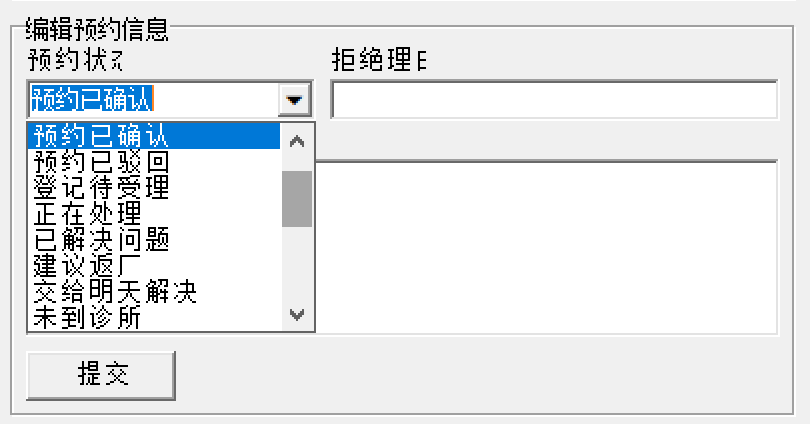 编辑预约信息
预约状
拒绝理
预约已确认
预约已确认
预约已驳回
登记待受理
正在处理
已解决问题
建议返厂
交给明天解决
未到诊所
提交